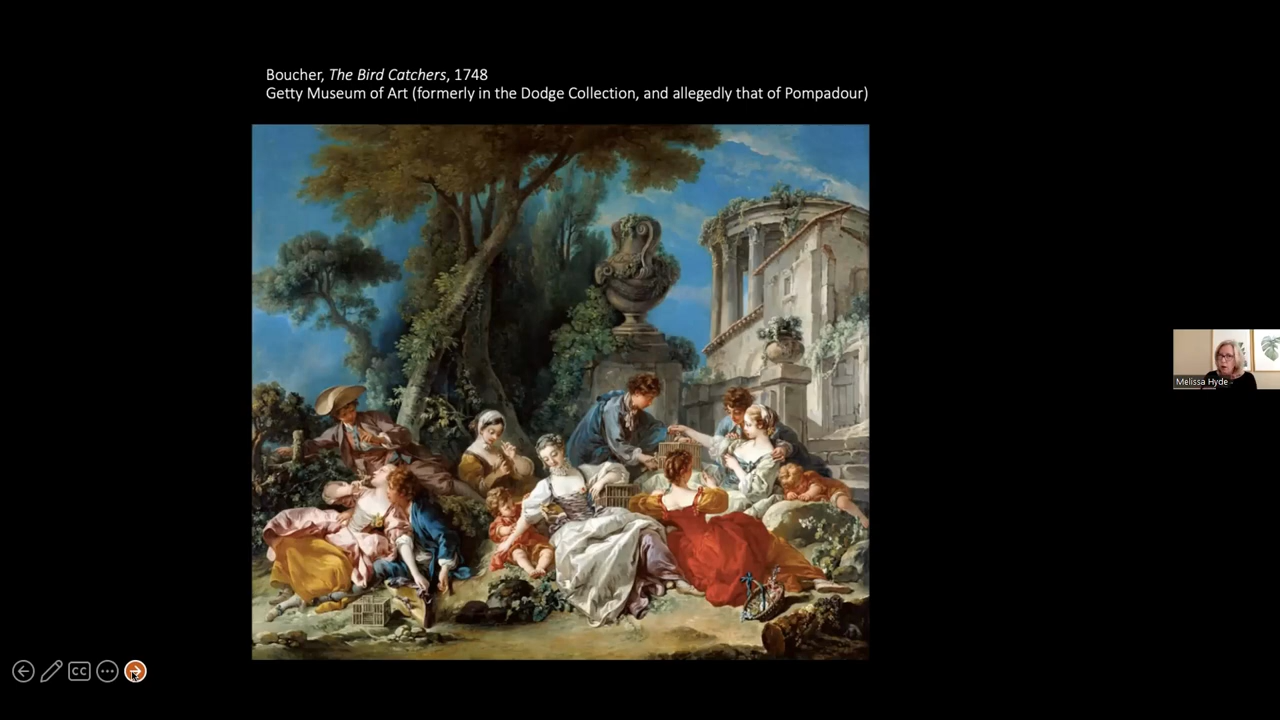 Boucher, The Bird Catchers, 1748
Getty Museum of Art (formerly in the Dodge Collection, and allegedly that of Pompadour)
Melissa Hyde
CC